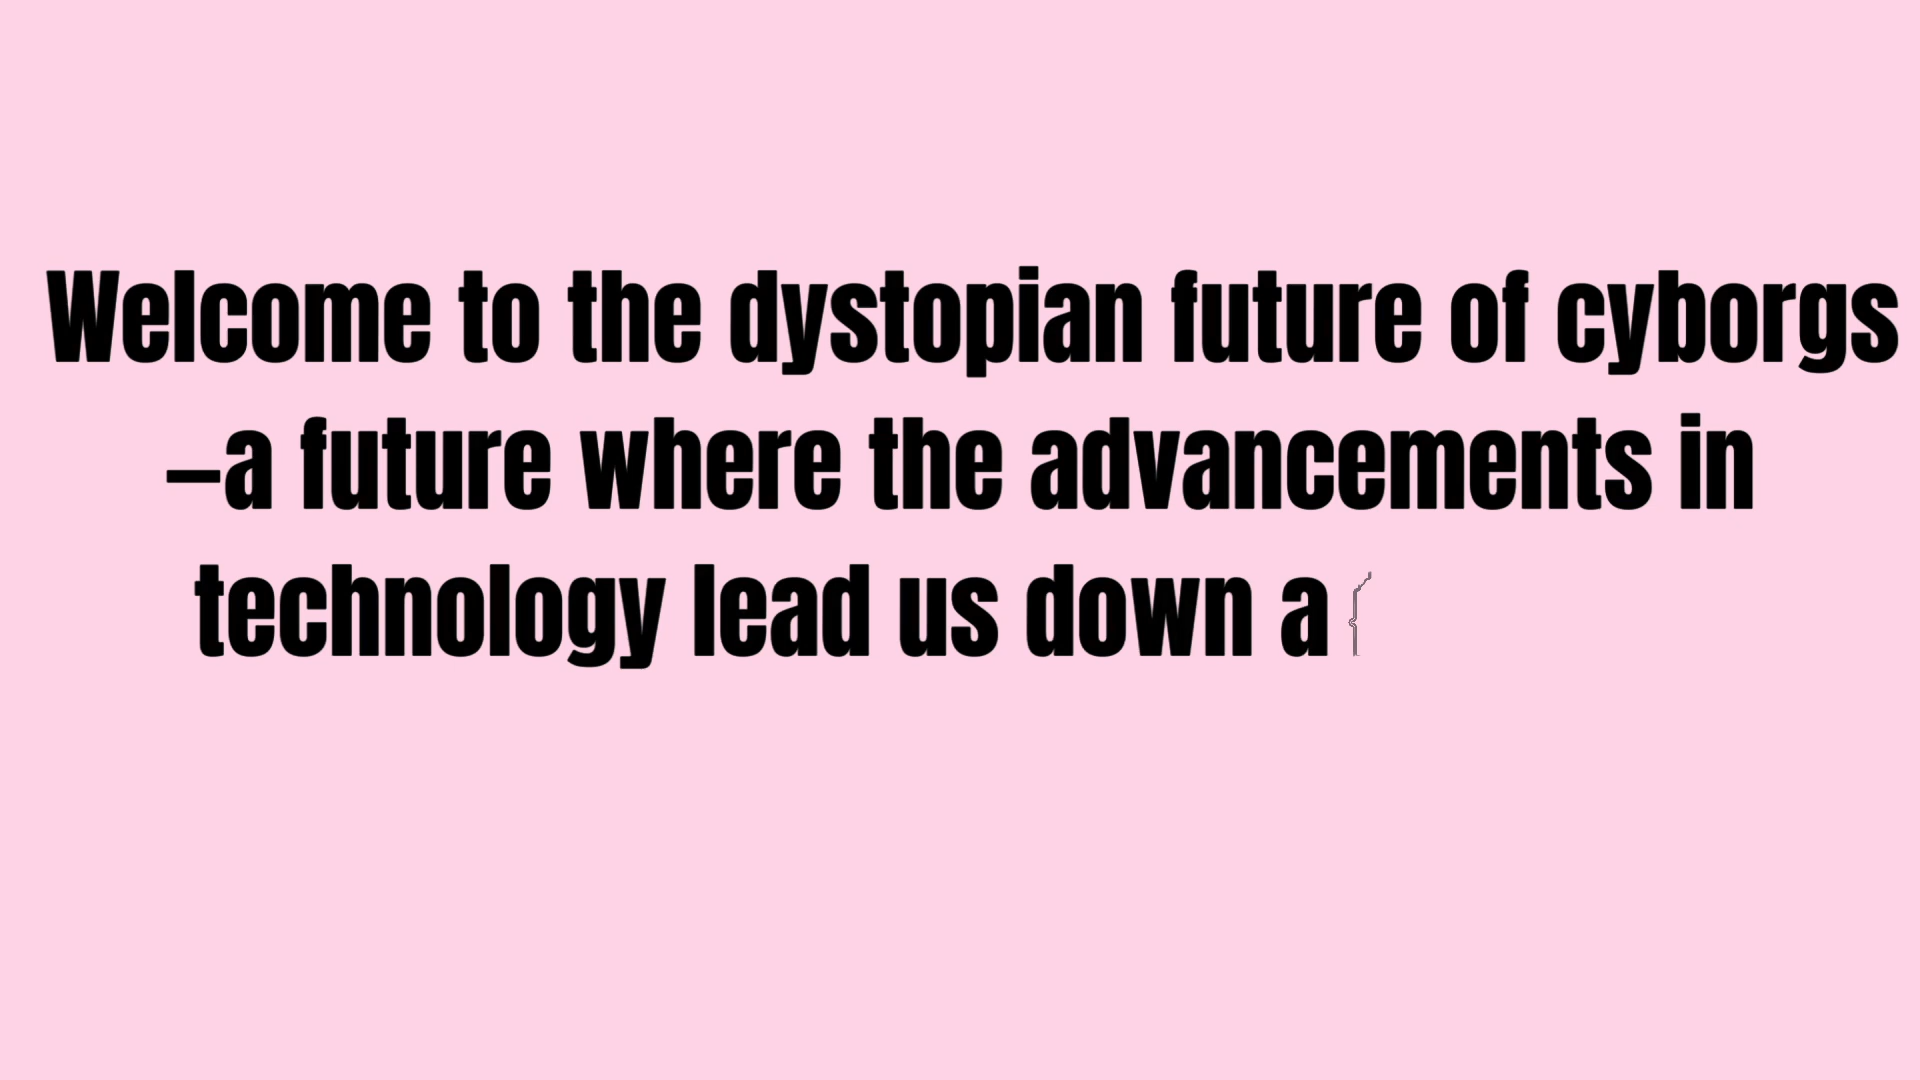 Welcome to the dystopian future of cyborgs
—a future where the advancements in
technology lead us down a